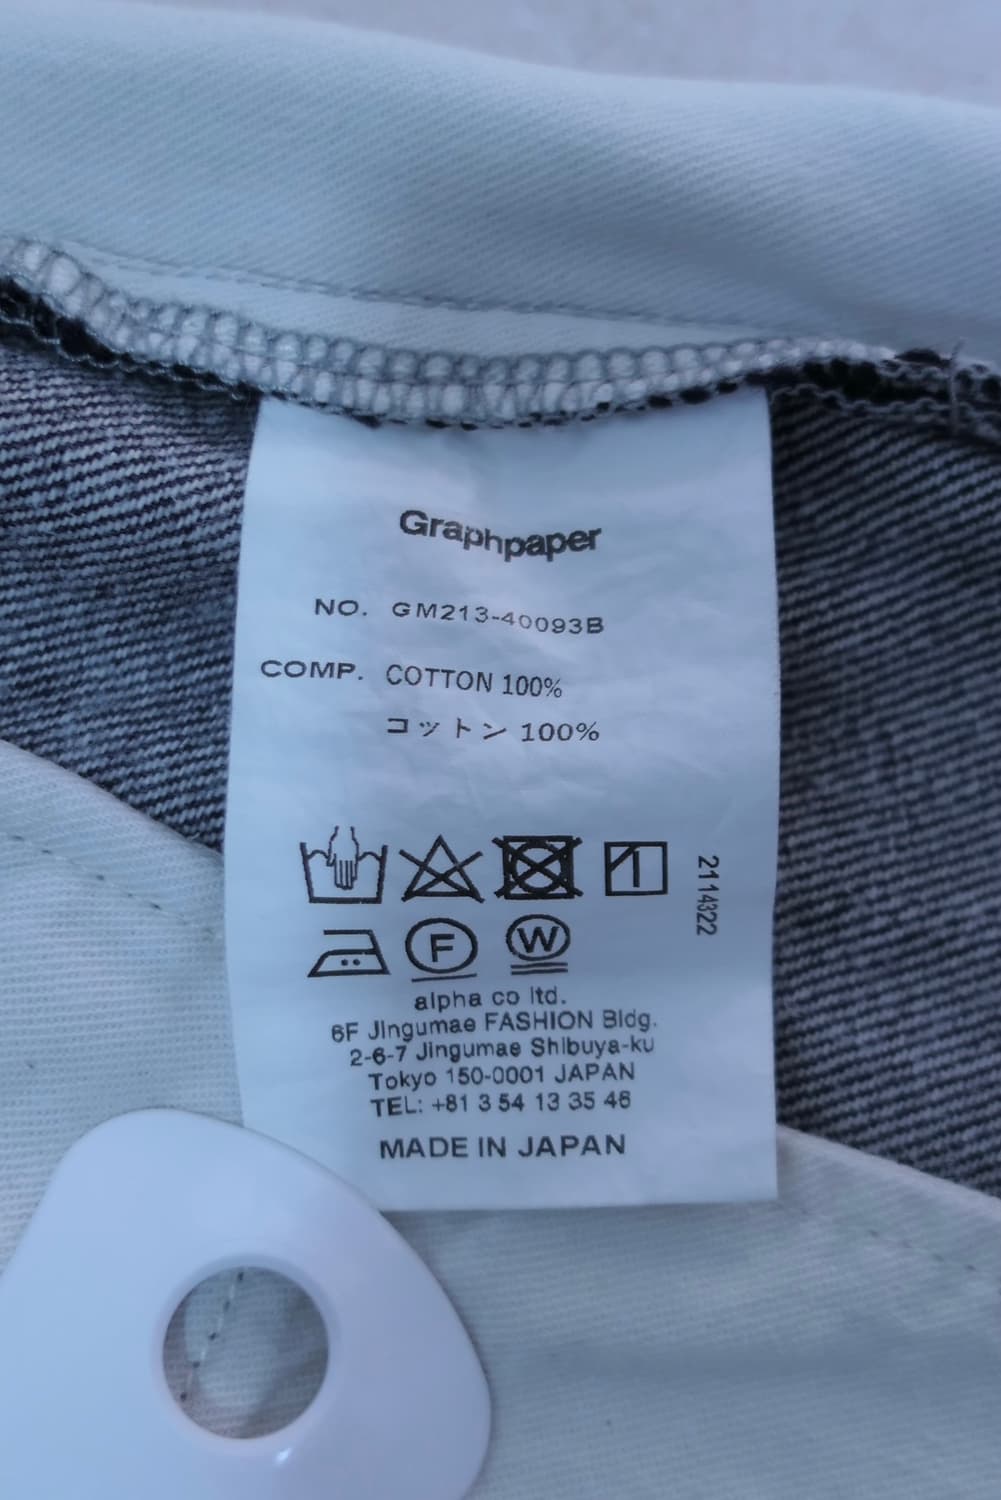 Graphpaper
NO. GM213-40093B
COMP. COTTON 100%
コットン 100%
2114322
F W
alpha co ltd.
6F Jingumae FASHION Bldg.
2-6-7 Jingumae Shibuya-ku
Tokyo 150-0001 JAPAN
TEL: +81 3 54 13 35 46
MADE IN JAPAN